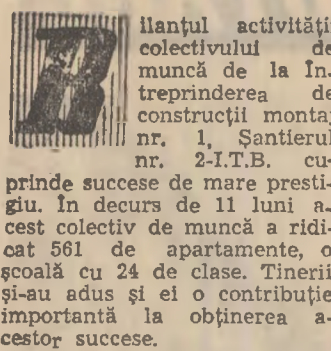 Bilanțul activități
colectivului de
muncă de la În-
treprinderea de
construcții montaj
nr. 1, Șantierul
nr. 2-I.T.B. cu-
prinde succese de mare presti-
giu. În decurs de 11 luni a-
cest colectiv de muncă a ridi-
cat 561 de apartamente, o
școală cu 24 de clase. Tinerii
și-au adus și ei o contribuție
importantă la obținerea a-
cestor succese.